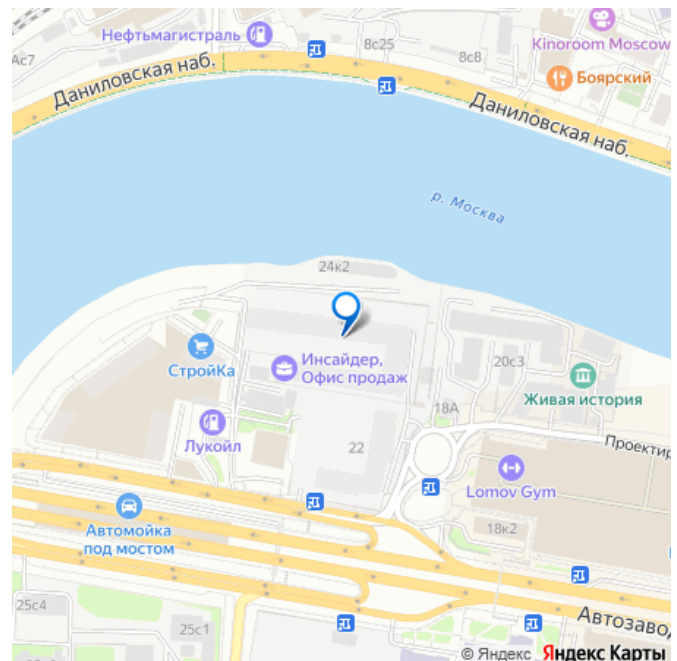 Нефтьмагистраль
8с25
8с8
Kinoroom Moscow
Ас7
Боярский
Даниловская наб.
Даниловская наб.
р. Москва
24к2
СтройКа
Инсайдер,
Офис продаж
20с3
Живая история
18А
Лукойл
22
Проектир
Lomov Gym
18к2
Автомойка
под мостом
25с4
25с1
Автозавод
© Яндекс Яндекс Карты